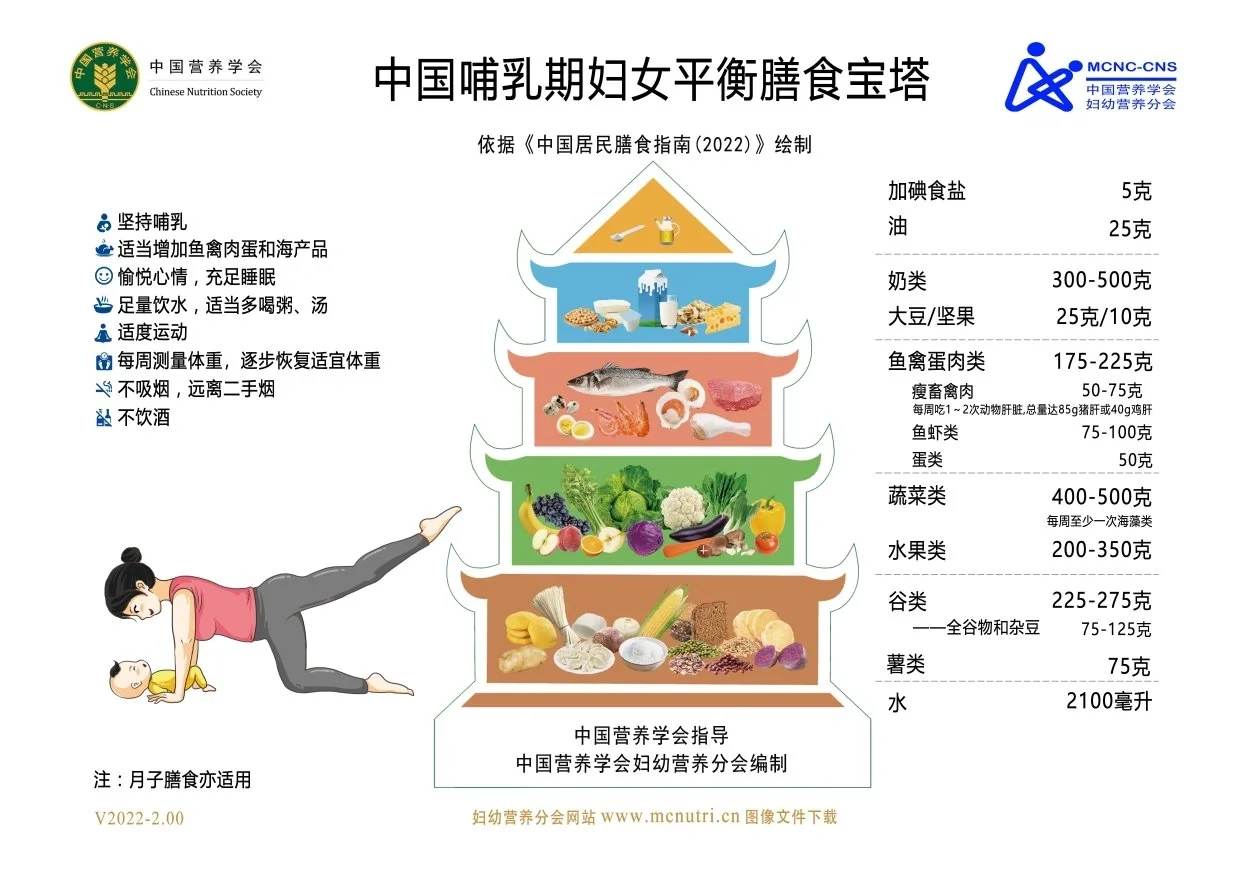 中国营养学会
中国营养学会
Chinese Nutrition Society
CNS
中国哺乳期妇女平衡膳食宝塔
MCNC-CNS
中国营养学会
妇幼营养分会
依据《中国居民膳食指南(2022)》绘制
坚持哺乳
适当增加鱼禽肉蛋和海产品
愉悦心情，充足睡眠
足量饮水，适当多喝粥、汤
适度运动
每周测量体重，逐步恢复适宜体重
不吸烟，远离二手烟
不饮酒
加碘食盐 5克
油 25克
奶类 300-500克
大豆/坚果 25克/10克
鱼禽蛋肉类 175-225克
瘦畜禽肉 50-75克
每周吃1~2次动物肝脏,总量达85g猪肝或40g鸡肝
鱼虾类 75-100克
蛋类 50克
蔬菜类 400-500克
每周至少一次海藻类
水果类 200-350克
谷类 225-275克
——全谷物和杂豆 75-125克
薯类 75克
水 2100毫升
中国营养学会指导
中国营养学会妇幼营养分会编制
注：月子膳食亦适用
V2022-2.00
妇幼营养分会网站 www.mcnutri.cn 图像文件下载